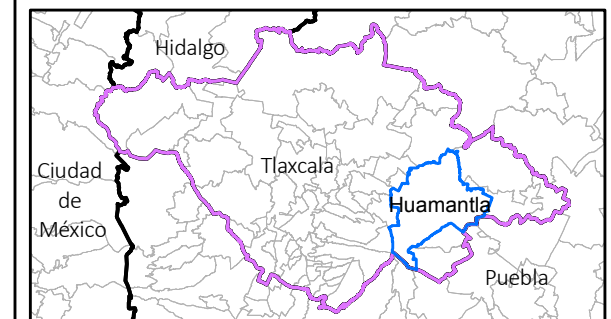 Hidalgo
Tlaxcala
Ciudad
de
México
Huamantla
Puebla